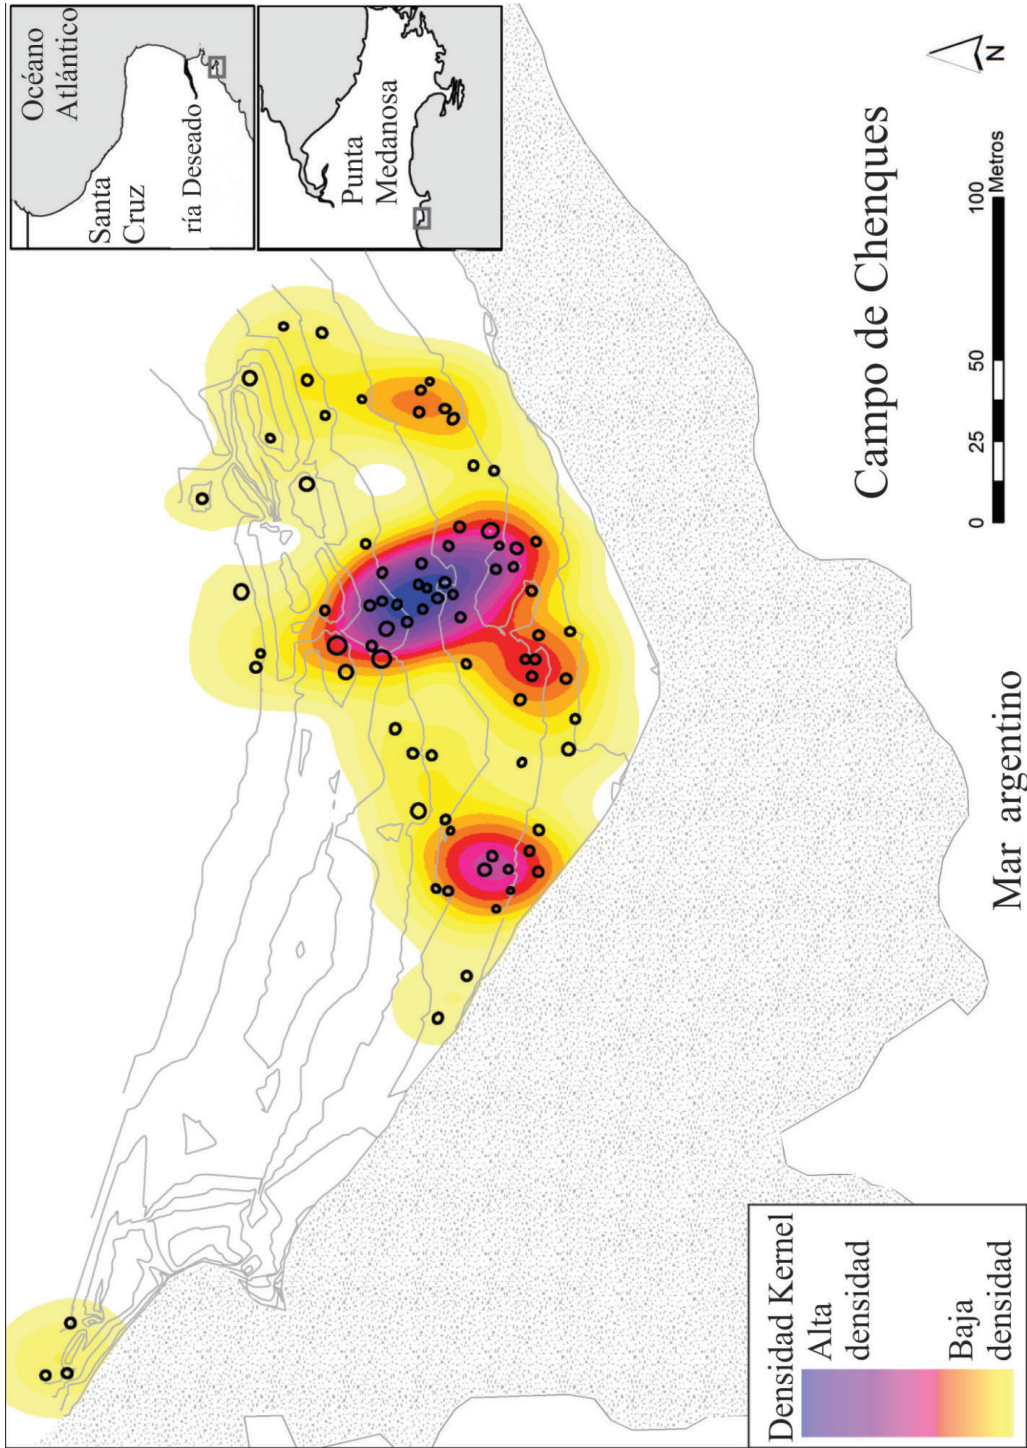 Océano
Atlántico
Santa
Cruz
ría Deseado
Punta
Medanosa
Campo de Chenques
0 25 50 100
Metros
N
Mar argentino
Densidad Kernel
Alta
densidad
Baja
densidad